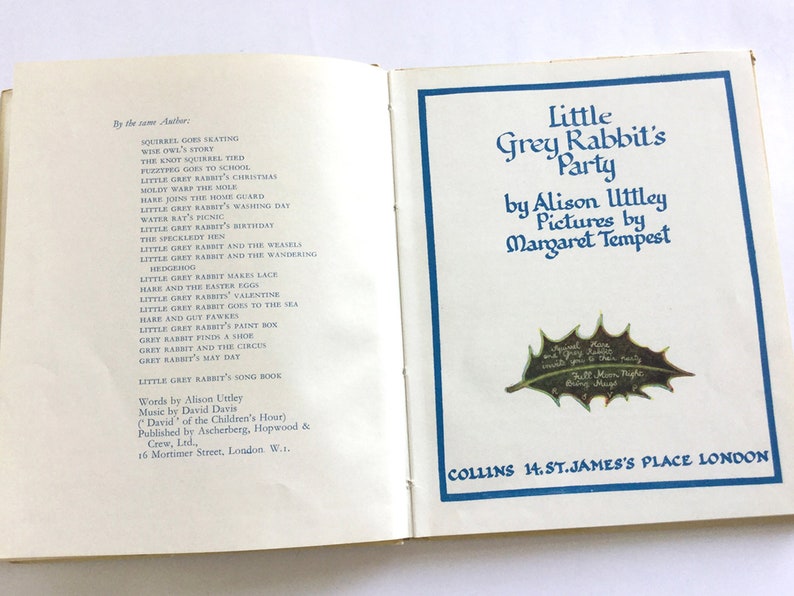 By the same Author:
SQUIRREL GOES SKATING
WISE OWL'S STORY
THE KNOT SQUIRREL TIED
FUZZYPEG GOES TO SCHOOL
LITTLE GREY RABBIT'S CHRISTMAS
MOLDY WARP THE MOLE
HARE JOINS THE HOME GUARD
LITTLE GREY RABBIT'S WASHING DAY
WATER RAT'S PICNIC
LITTLE GREY RABBIT'S BIRTHDAY
THE SPECKLEDY HEN
LITTLE GREY RABBIT AND THE WEASELS
LITTLE GREY RABBIT AND THE WANDERING
HEDGEHOG
LITTLE GREY RABBIT MAKES LACE
HARE AND THE EASTER EGGS
LITTLE GREY RABBITS' VALENTINE
LITTLE GREY RABBIT GOES TO THE SEA
HARE AND GUY FAWKES
LITTLE GREY RABBIT'S PAINT BOX
GREY RABBIT FINDS A SHOE
GREY RABBIT AND THE CIRCUS
GREY RABBIT'S MAY DAY
LITTLE GREY RABBIT'S SONG BOOK
Words by Alison Uttley
Music by David Davis
(' David ' of the Children's Hour)
Published by Ascherberg, Hopwood &
Crew, Ltd.,
16 Mortimer Street, London W.1.
Little
Grey Rabbit's
Party
by Alison Uttley
Pictures by
Margaret Tempest
Squirrel Hare
and Grey Rabbit
invite you to their party
Full Moon Night
Bring Mugs
R
COLLINS 14, ST. JAMES'S PLACE LONDON